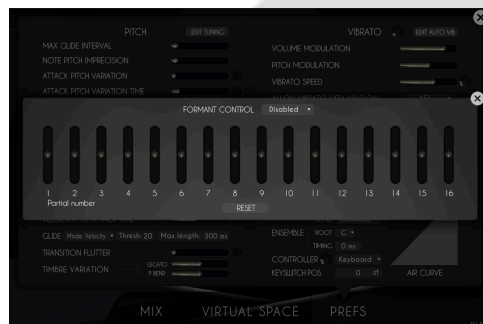 PITCH EDIT TUNING
MAX GLIDE INTERVAL
NOTE PITCH IMPRECISION
ATTACK PITCH VARIATION
ATTACK PITCH VARIATION TIME
VIBRATO EDIT AUTO VIB
VOLUME MODULATION
PITCH MODULATION
VIBRATO SPEED
FORMANT CONTROL Disabled
1 2 3 4 5 6 7 8 9 10 11 12 13 14 15 16
Partial number
RESET
GLIDE Mode: Velocity Thresh: 20 Max length: 300 ms
TRANSITION FLUTTER
TIMBRE VARIATION LEGATO
P BEND
ENSEMBLE ROOT C
TIMING 0 ms
CONTROLLER Keyboard
KEYSWITCH POS 0 st
AIR CURVE
MIX VIRTUAL SPACE PREFS